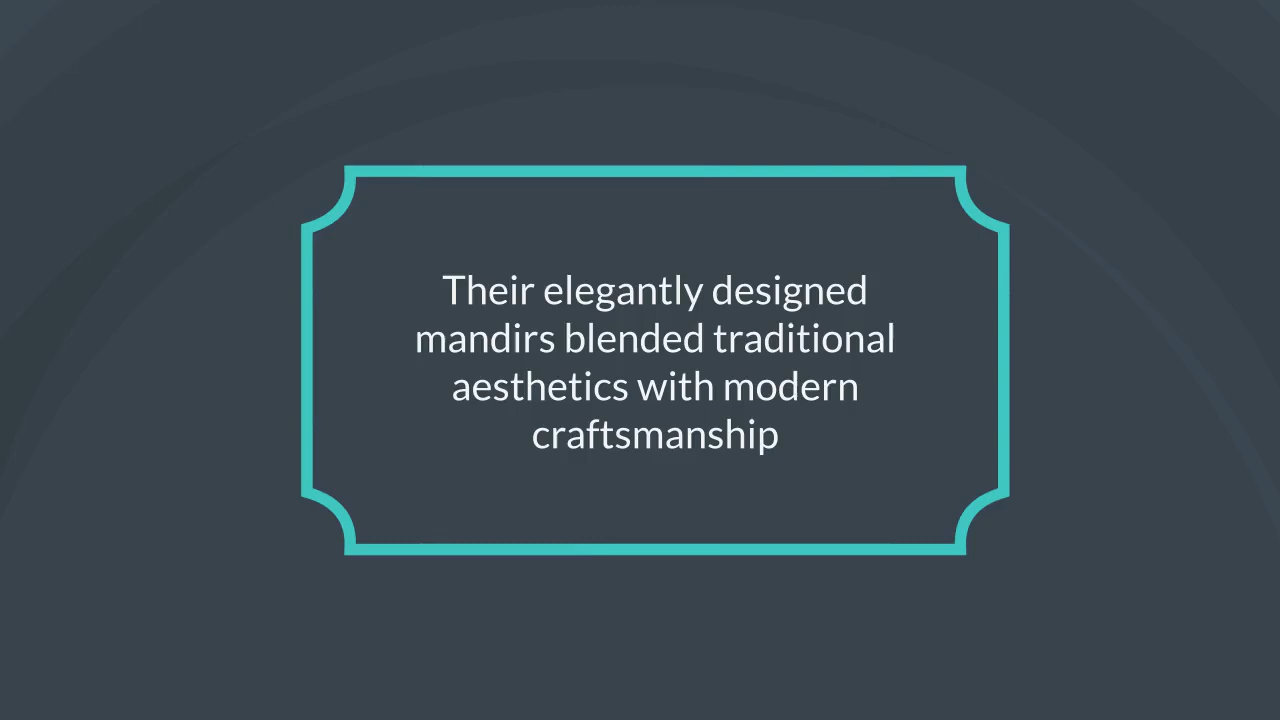 Their elegantly designed
mandirs blended traditional
aesthetics with modern
craftsmanship